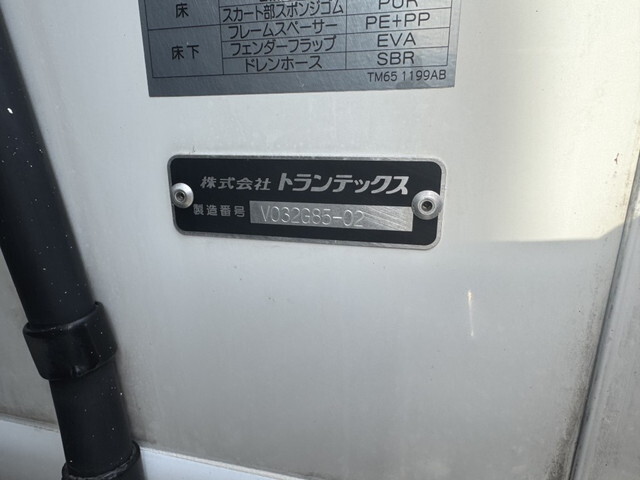 床 PUR
スカート部スポンジゴム
フレームスペーサー PE+PP
床下 フェンダーフラップ EVA
ドレンホース SBR
TM65 1199AB
株式会社 トランテックス
製造番号 V032G85-02